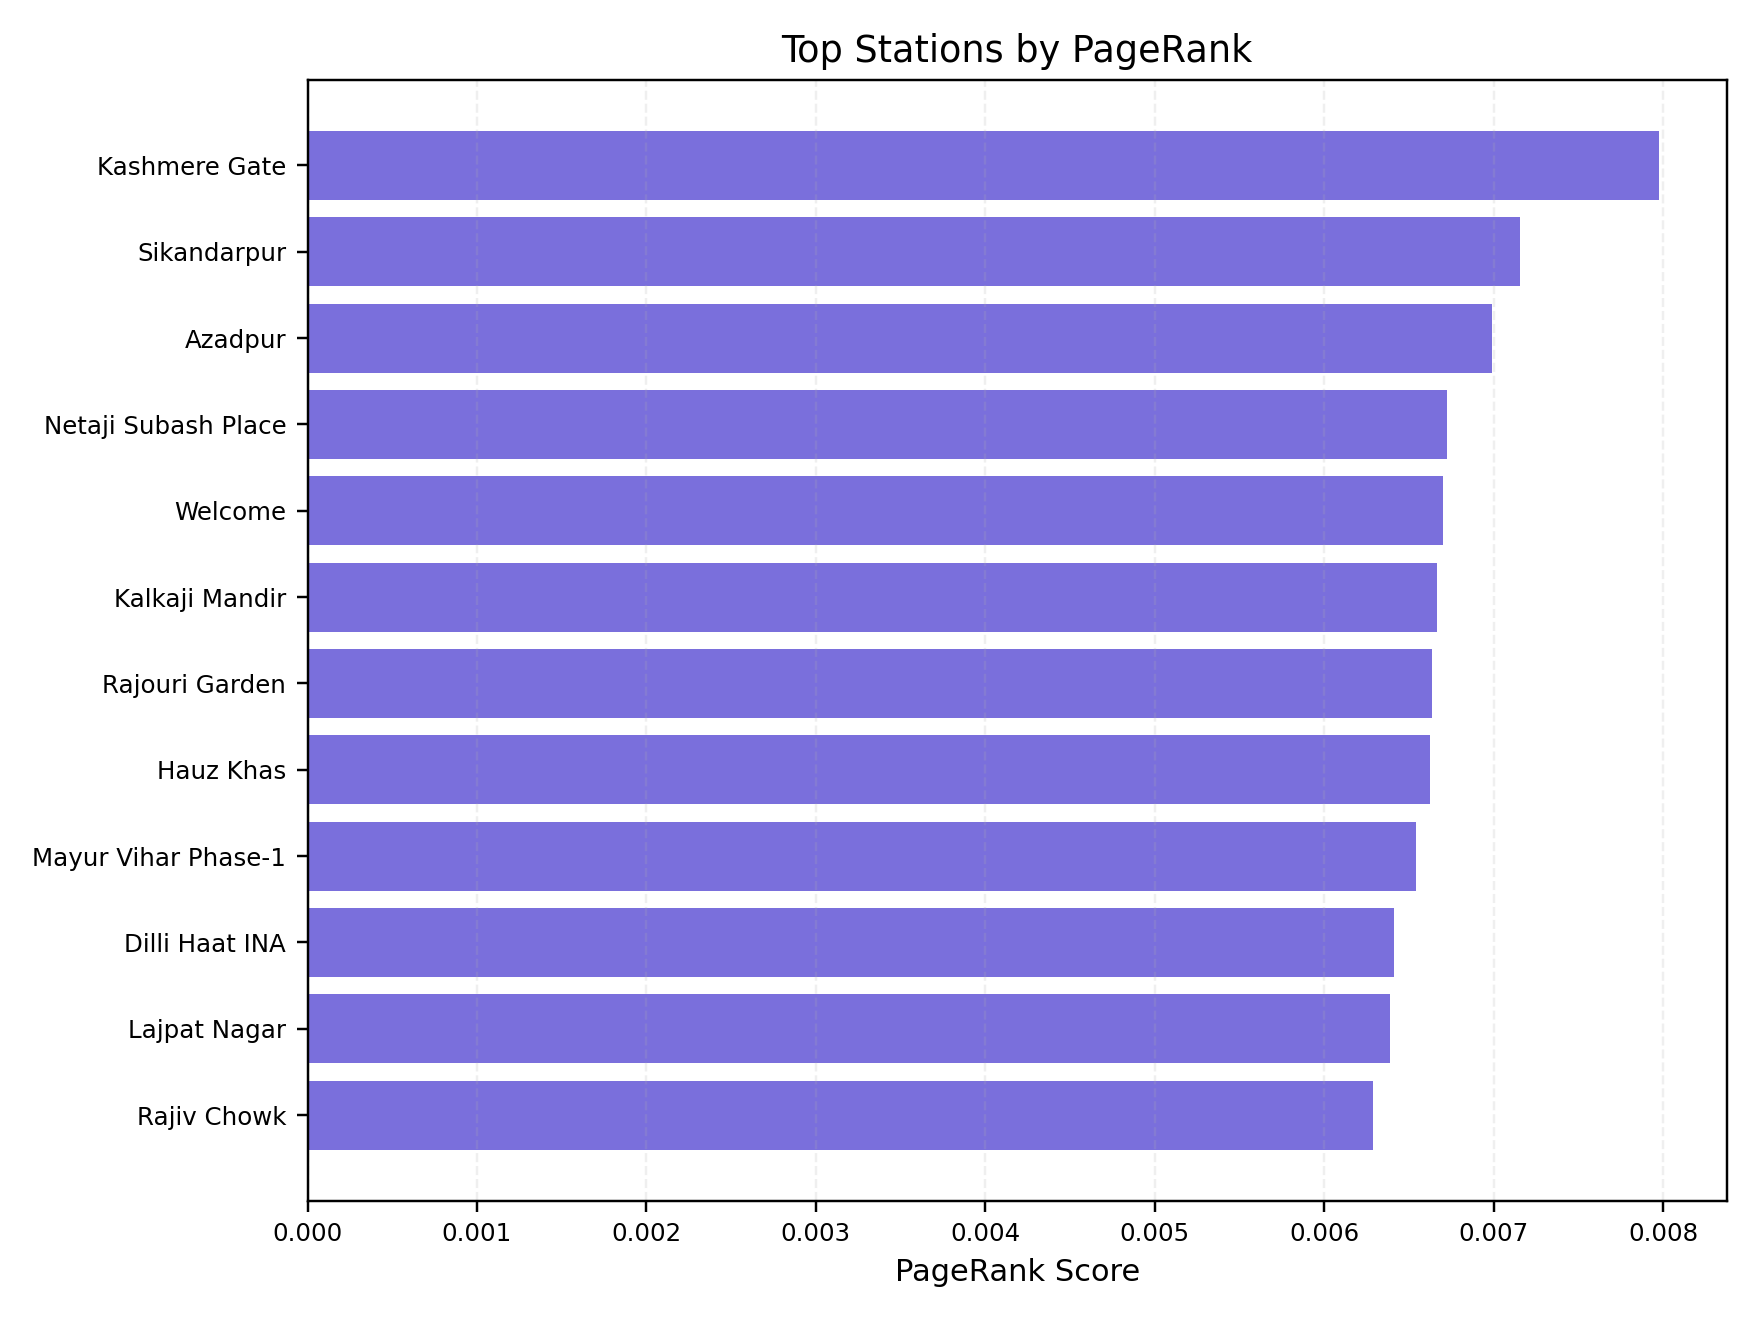 Top Stations by PageRank
Kashmere Gate
Sikandarpur
Azadpur
Netaji Subash Place
Welcome
Kalkaji Mandir
Rajouri Garden
Hauz Khas
Mayur Vihar Phase-1
Dilli Haat INA
Lajpat Nagar
Rajiv Chowk
0.000 0.001 0.002 0.003 0.004 0.005 0.006 0.007 0.008
PageRank Score